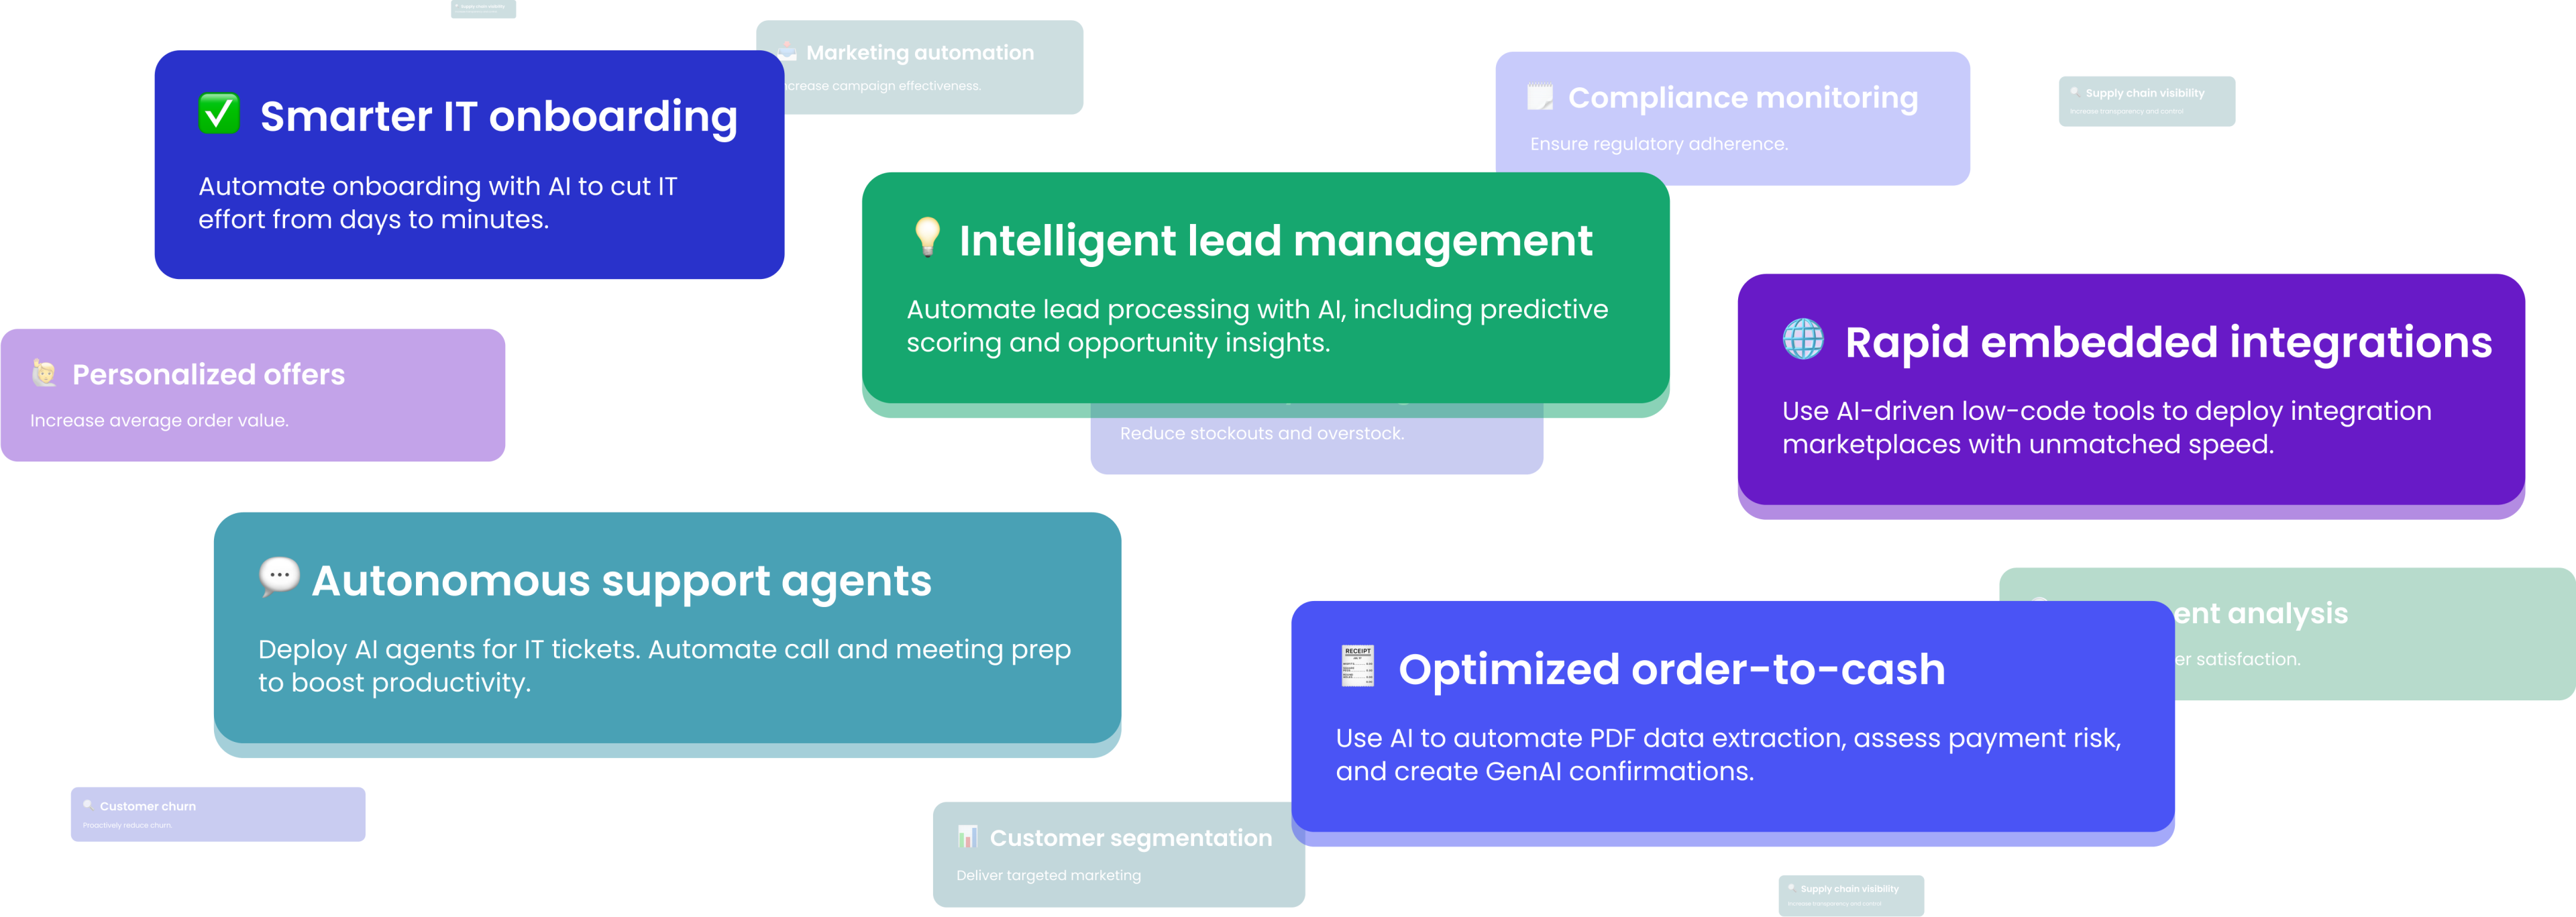 Supply chain visibility
Marketing automation
crease campaign effectiveness.
Smarter IT onboarding
Automate onboarding with AI to cut IT
effort from days to minutes.
Compliance monitoring
Ensure regulatory adherence.
Supply chain visibility
Increase transparency and control
Intelligent lead management
Automate lead processing with AI, including predictive
scoring and opportunity insights.
Reduce stockouts and overstock.
Rapid embedded integrations
Use AI-driven low-code tools to deploy integration
marketplaces with unmatched speed.
Personalized offers
Increase average order value.
Autonomous support agents
Deploy AI agents for IT tickets. Automate call and meeting prep
to boost productivity.
ent analysis
er satisfaction.
Optimized order-to-cash
RECEIPT
Use AI to automate PDF data extraction, assess payment risk,
and create GenAI confirmations.
Customer churn
Proactively reduce churn.
Customer segmentation
Deliver targeted marketing
Supply chain visibility
Increase transparency and control